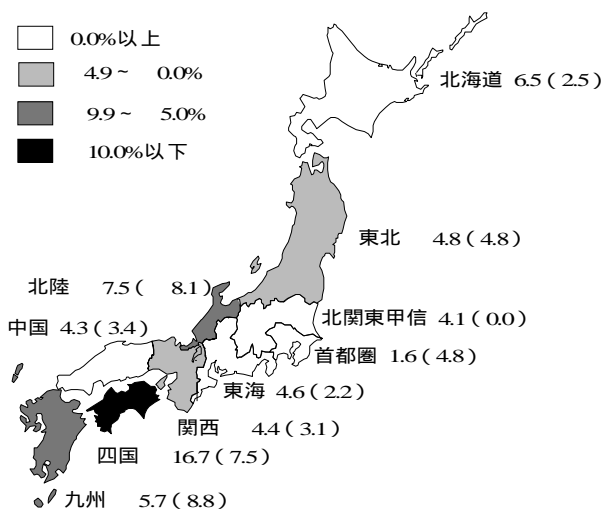 0.0%以上
4.9～ 0.0%
9.9～ 5.0%
10.0%以下
北海道 6.5 ( 2.5)
東北 4.8 ( 4.8)
北陸 7.5 ( 8.1)
北関東甲信 4.1 ( 0.0)
中国 4.3 ( 3.4)
首都圏 1.6 ( 4.8)
東海 4.6 ( 2.2)
関西 4.4 ( 3.1)
四国 16.7 ( 7.5)
九州 5.7 ( 8.8)